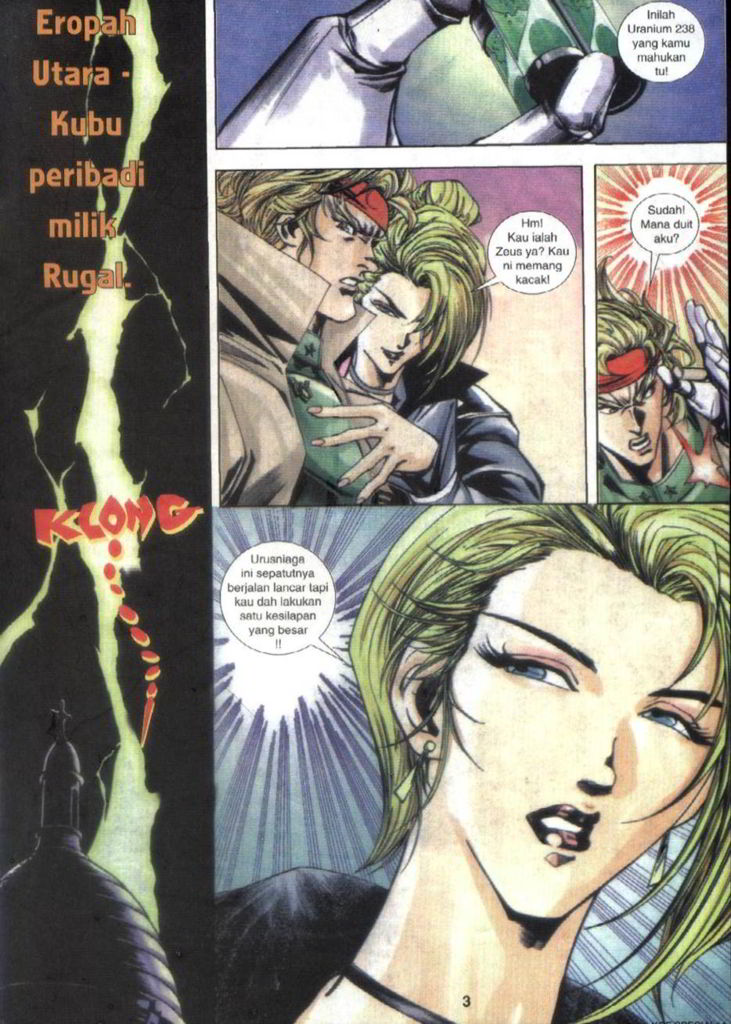 Eropah
Utara -
Kubu
peribadi
milik
Rugal.
KLONG
Inilah
Uranium 238
yang kamu
mahukan
tu!
Hm!
Kau ialah
Zeus ya? Kau
ni memang
kacak!
Sudah!
Mana duit
aku?
Urusniaga
ini sepatutnya
berjalan lancar tapi
kau dah lakukan
satu kesilapan
yang besar
!!
3